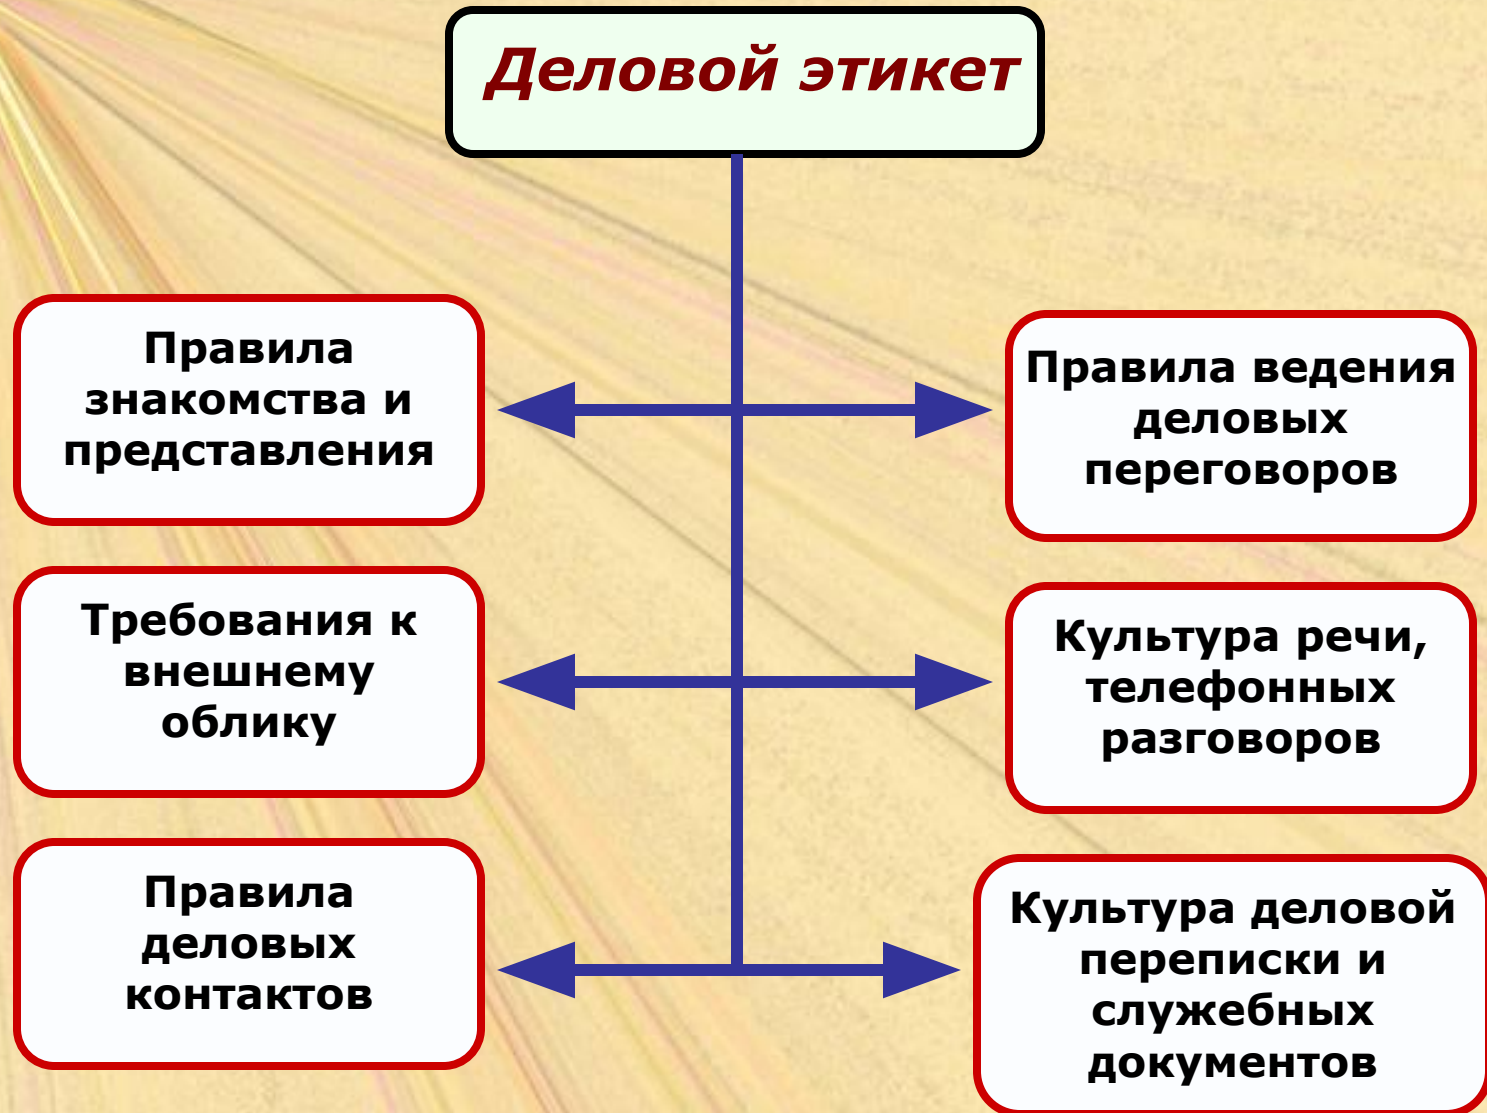 Деловой этикет
Правила
знакомства и
представления
Правила ведения
деловых
переговоров
Требования к
внешнему
облику
Культура речи,
телефонных
разговоров
Правила
деловых
контактов
Культура деловой
переписки и
служебных
документов